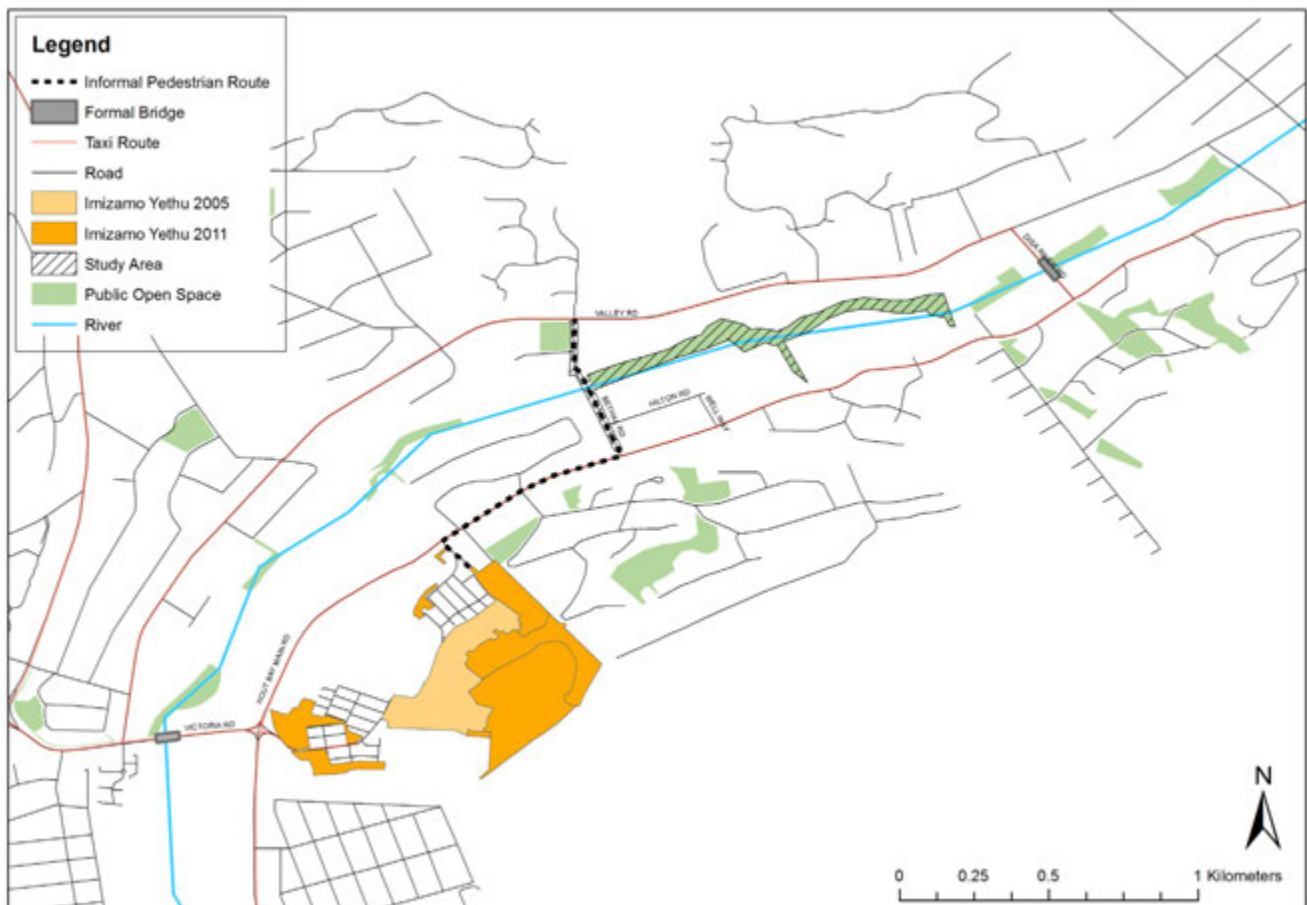 Legend
Informal Pedestrian Route
Formal Bridge
Taxi Route
Road
Imizamo Yethu 2005
Imizamo Yethu 2011
Study Area
Public Open Space
River
VALLEY RD
HILTON RD
WELL WAY
HOUT BAY MAIN RD
VICTORIA RD
N
0 0.25 0.5 1 Kilometers